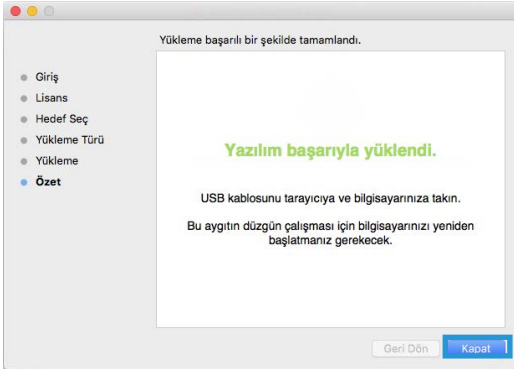 Yükleme başarılı bir şekilde tamamlandı.
Giriş
Lisans
Hedef Seç
Yükleme Türü
Yükleme
Özet
Yazılım başarıyla yüklendi.
USB kablosunu tarayıcıya ve bilgisayarınıza takın.
Bu aygıtın düzgün çalışması için bilgisayarınızı yeniden
başlatmanız gerekecek.
Geri Dön
Kapat